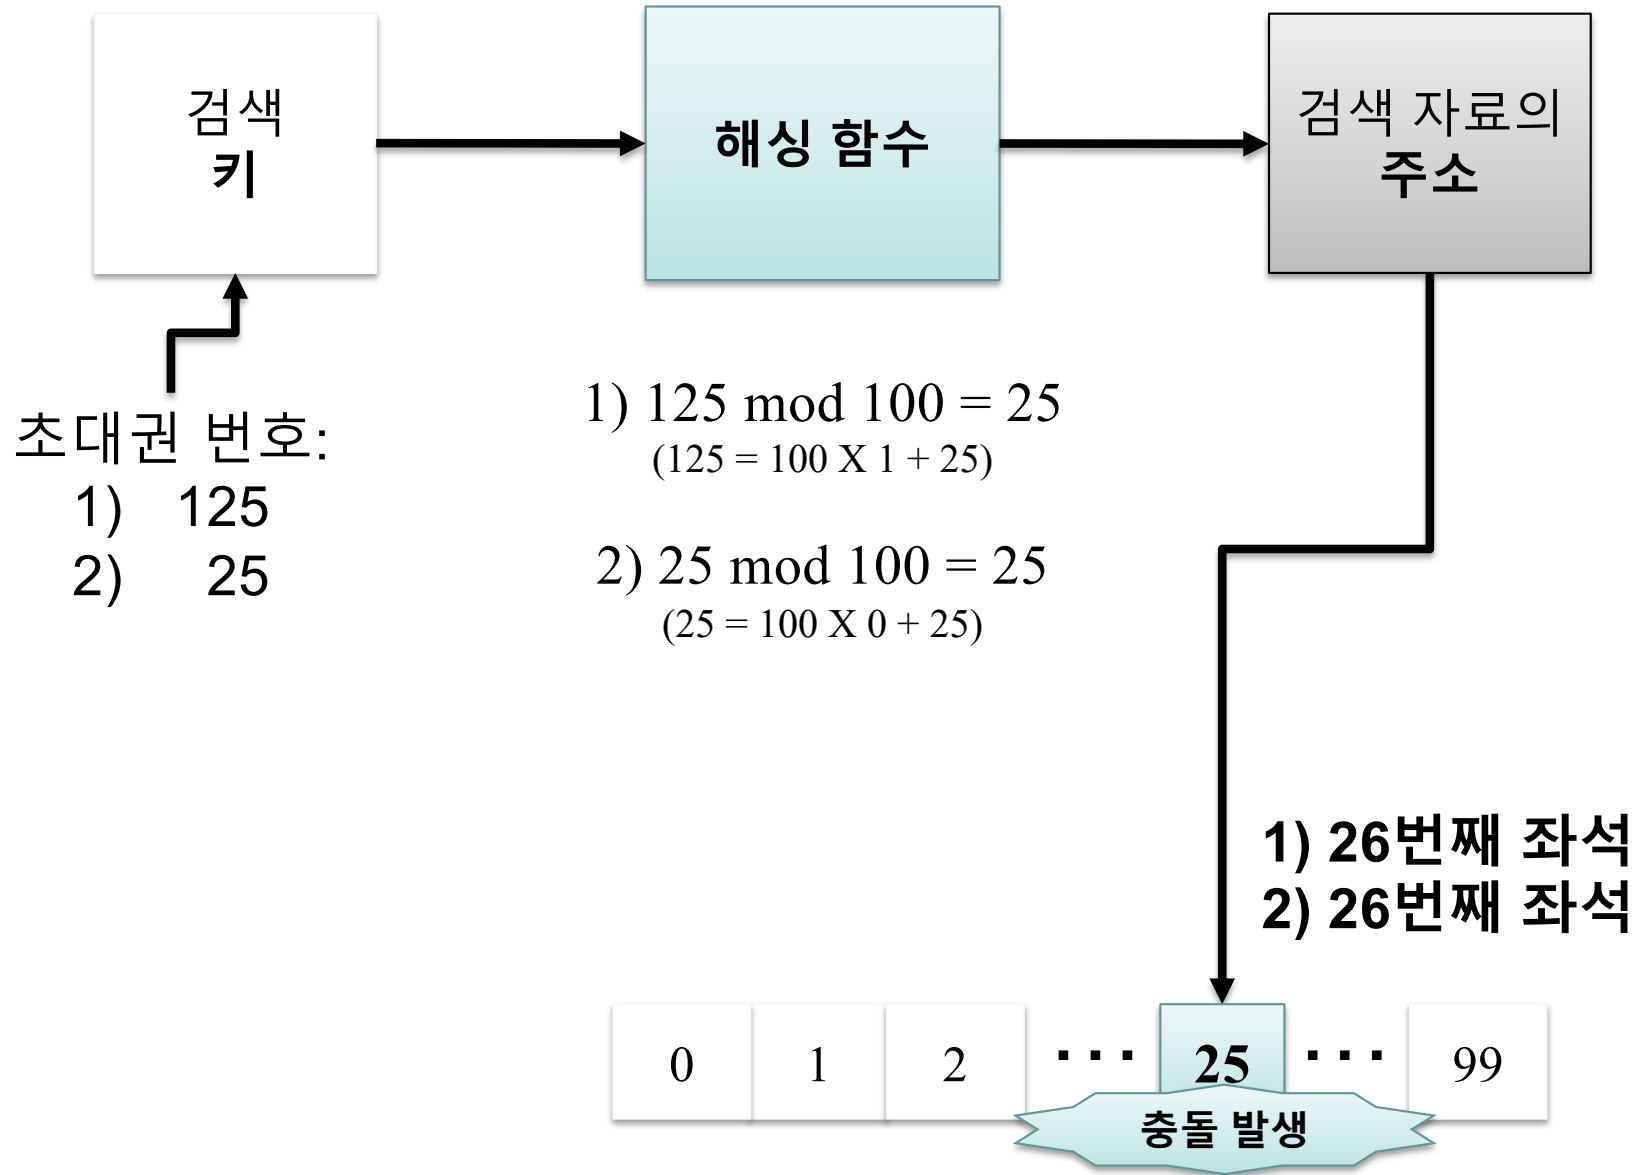 검색
키
해싱 함수
검색 자료의
주소
초대권 번호:
1) 125
2) 25
1) 125 mod 100 = 25
(125 = 100 X 1 + 25)
2) 25 mod 100 = 25
(25 = 100 X 0 + 25)
1) 26번째 좌석
2) 26번째 좌석
0 1 2 ... 25 ... 99
충돌 발생